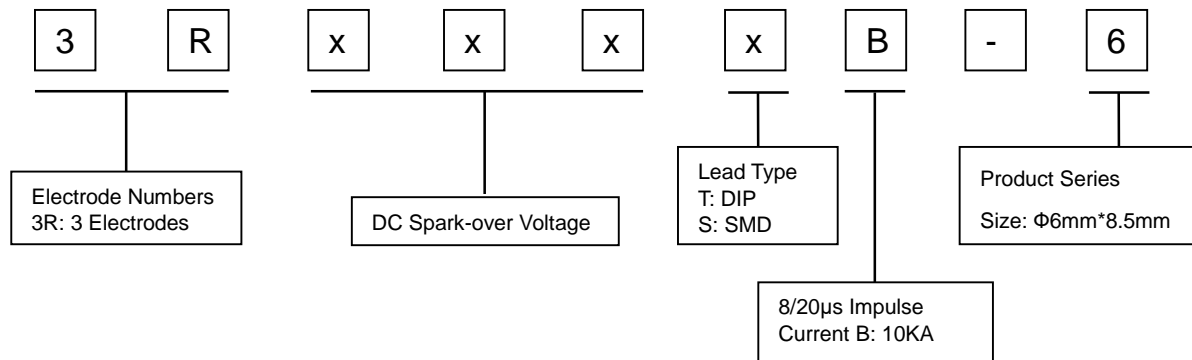 3 R x x x x B - 6
Electrode Numbers
3R: 3 Electrodes
DC Spark-over Voltage
Lead Type
T: DIP
S: SMD
Product Series
Size: Φ6mm*8.5mm
8/20μs Impulse
Current B: 10KA